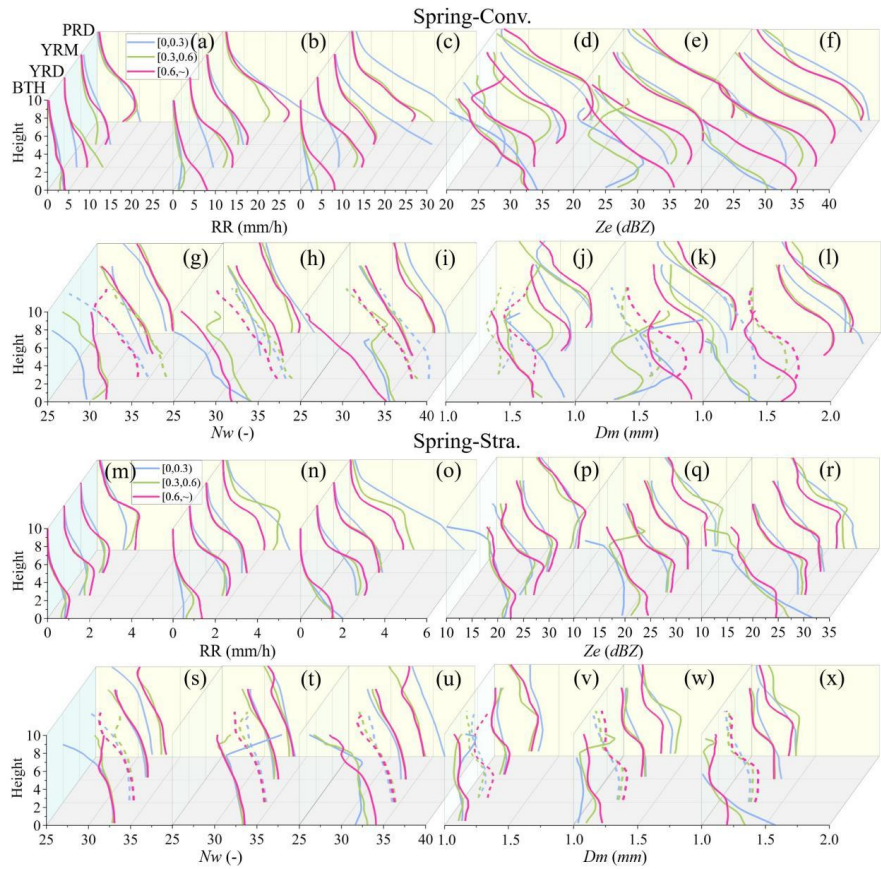 Spring-Conv.
PRD
YRM
YRD
BTH
[0,0.3)
[0.3,0.6)
[0.6,~)
(a) (b) (c) (d) (e) (f)
Height
10
8
6
4
2
0
0 5 10 15 20 25 0 5 10 15 20 25 0 5 10 15 20 25 30
RR (mm/h)
20 25 30 35 20 25 30 35 20 25 30 35 40 45
Ze (dBZ)
(g) (h) (i) (j) (k) (l)
Height
10
8
6
4
2
0
25 30 35 25 30 35 25 30 35 40
Nw (-)
1.0 1.5 1.0 1.5 1.0 1.5 2.0
Dm (mm)
Spring-Stra.
[0,0.3)
[0.3,0.6)
[0.6,~)
(m) (n) (o) (p) (q) (r)
Height
10
8
6
4
2
0
0 2 4 0 2 4 0 2 4 6
RR (mm/h)
10 15 20 25 30 10 15 20 25 30 10 15 20 25 30 35
Ze (dBZ)
(s) (t) (u) (v) (w) (x)
Height
10
8
6
4
2
0
25 30 35 25 30 35 25 30 35 40
Nw (-)
1.0 1.5 1.0 1.5 1.0 1.5 2.0
Dm (mm)